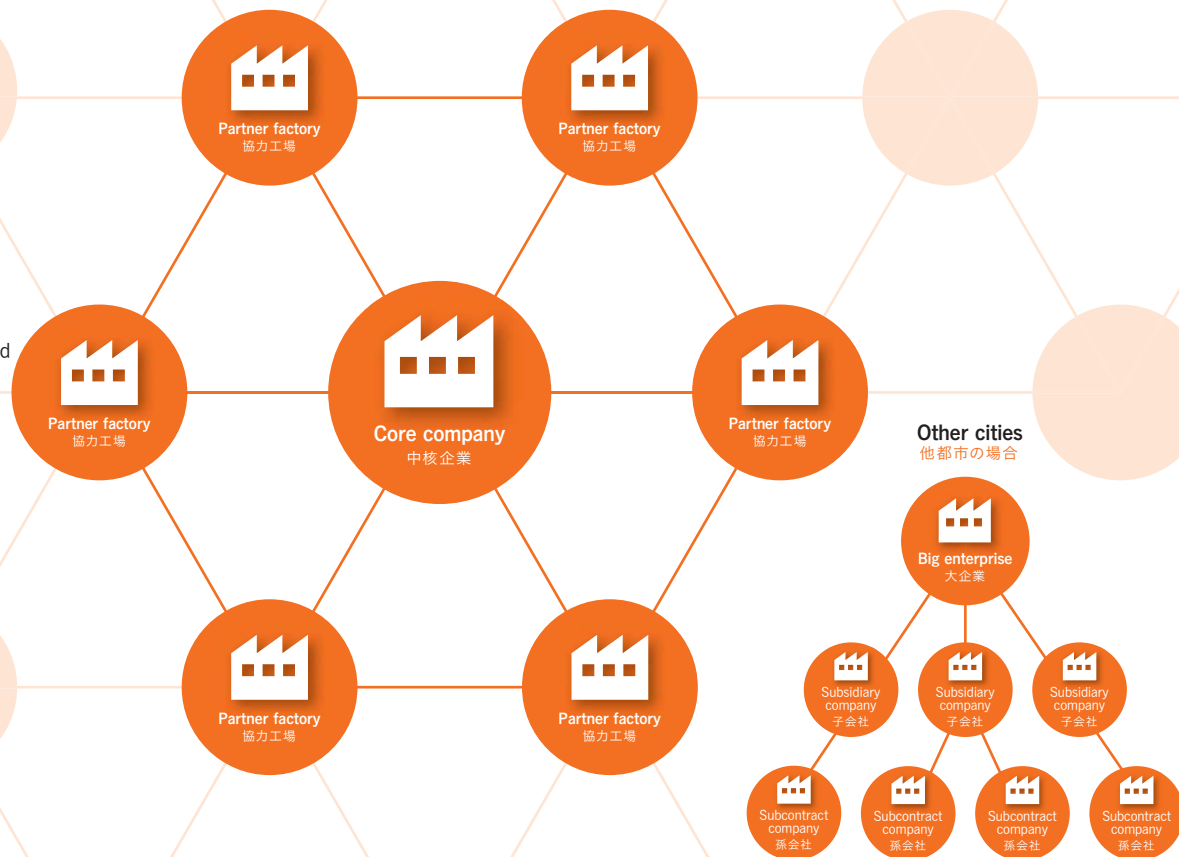 Partner factory
協力工場
Partner factory
協力工場
d
Partner factory
協力工場
Core company
中核企業
Partner factory
協力工場
Other cities
他都市の場合
Big enterprise
大企業
Partner factory
協力工場
Partner factory
協力工場
Subsidiary
company
子会社
Subsidiary
company
子会社
Subsidiary
company
子会社
Subcontract
company
孫会社
Subcontract
company
孫会社
Subcontract
company
孫会社
Subcontract
company
孫会社